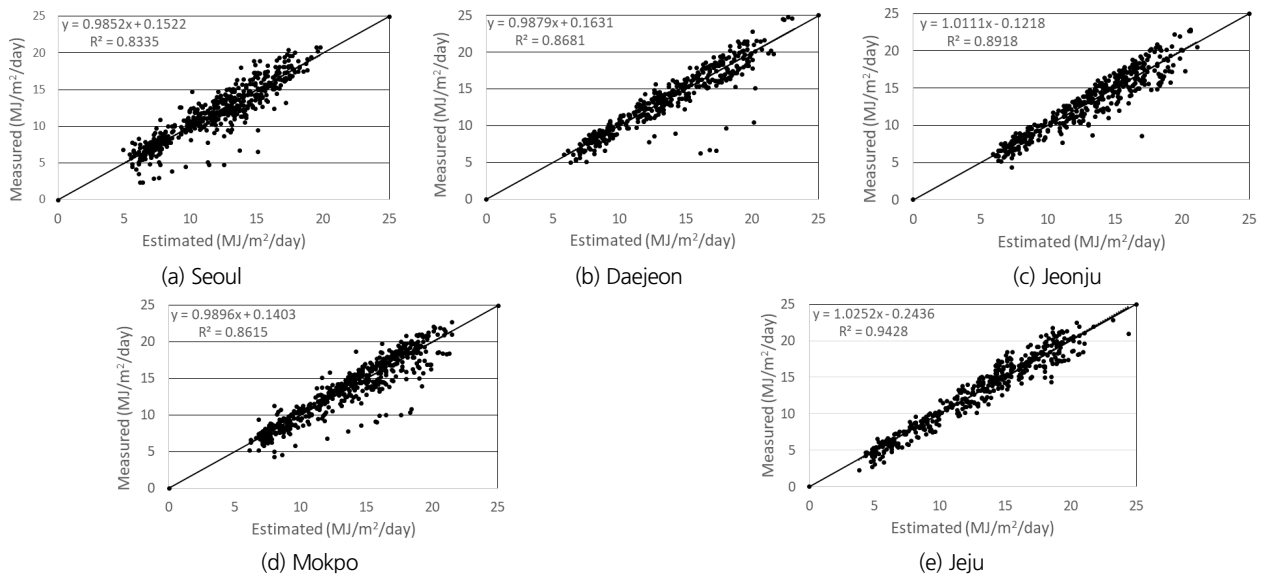 y = 0.9852x + 0.1522
R² = 0.8335
Measured (MJ/m²/day)
25
20
15
10
5
0
0 5 10 15 20 25
Estimated (MJ/m²/day)
(a) Seoul
y = 0.9879x + 0.1631
R² = 0.8681
Measured (MJ/m²/day)
25
20
15
10
5
0
0 5 10 15 20 25
Estimated (MJ/m²/day)
(b) Daejeon
y = 1.0111x - 0.1218
R² = 0.8918
Measured (MJ/m²/day)
25
20
15
10
5
0
0 5 10 15 20 25
Estimated (MJ/m²/day)
(c) Jeonju
y = 0.9896x + 0.1403
R² = 0.8615
Measured (MJ/m²/day)
25
20
15
10
5
0
0 5 10 15 20 25
Estimated (MJ/m²/day)
(d) Mokpo
y = 1.0252x - 0.2436
R² = 0.9428
Measured (MJ/m²/day)
25
20
15
10
5
0
0 5 10 15 20 25
Estimated (MJ/m²/day)
(e) Jeju